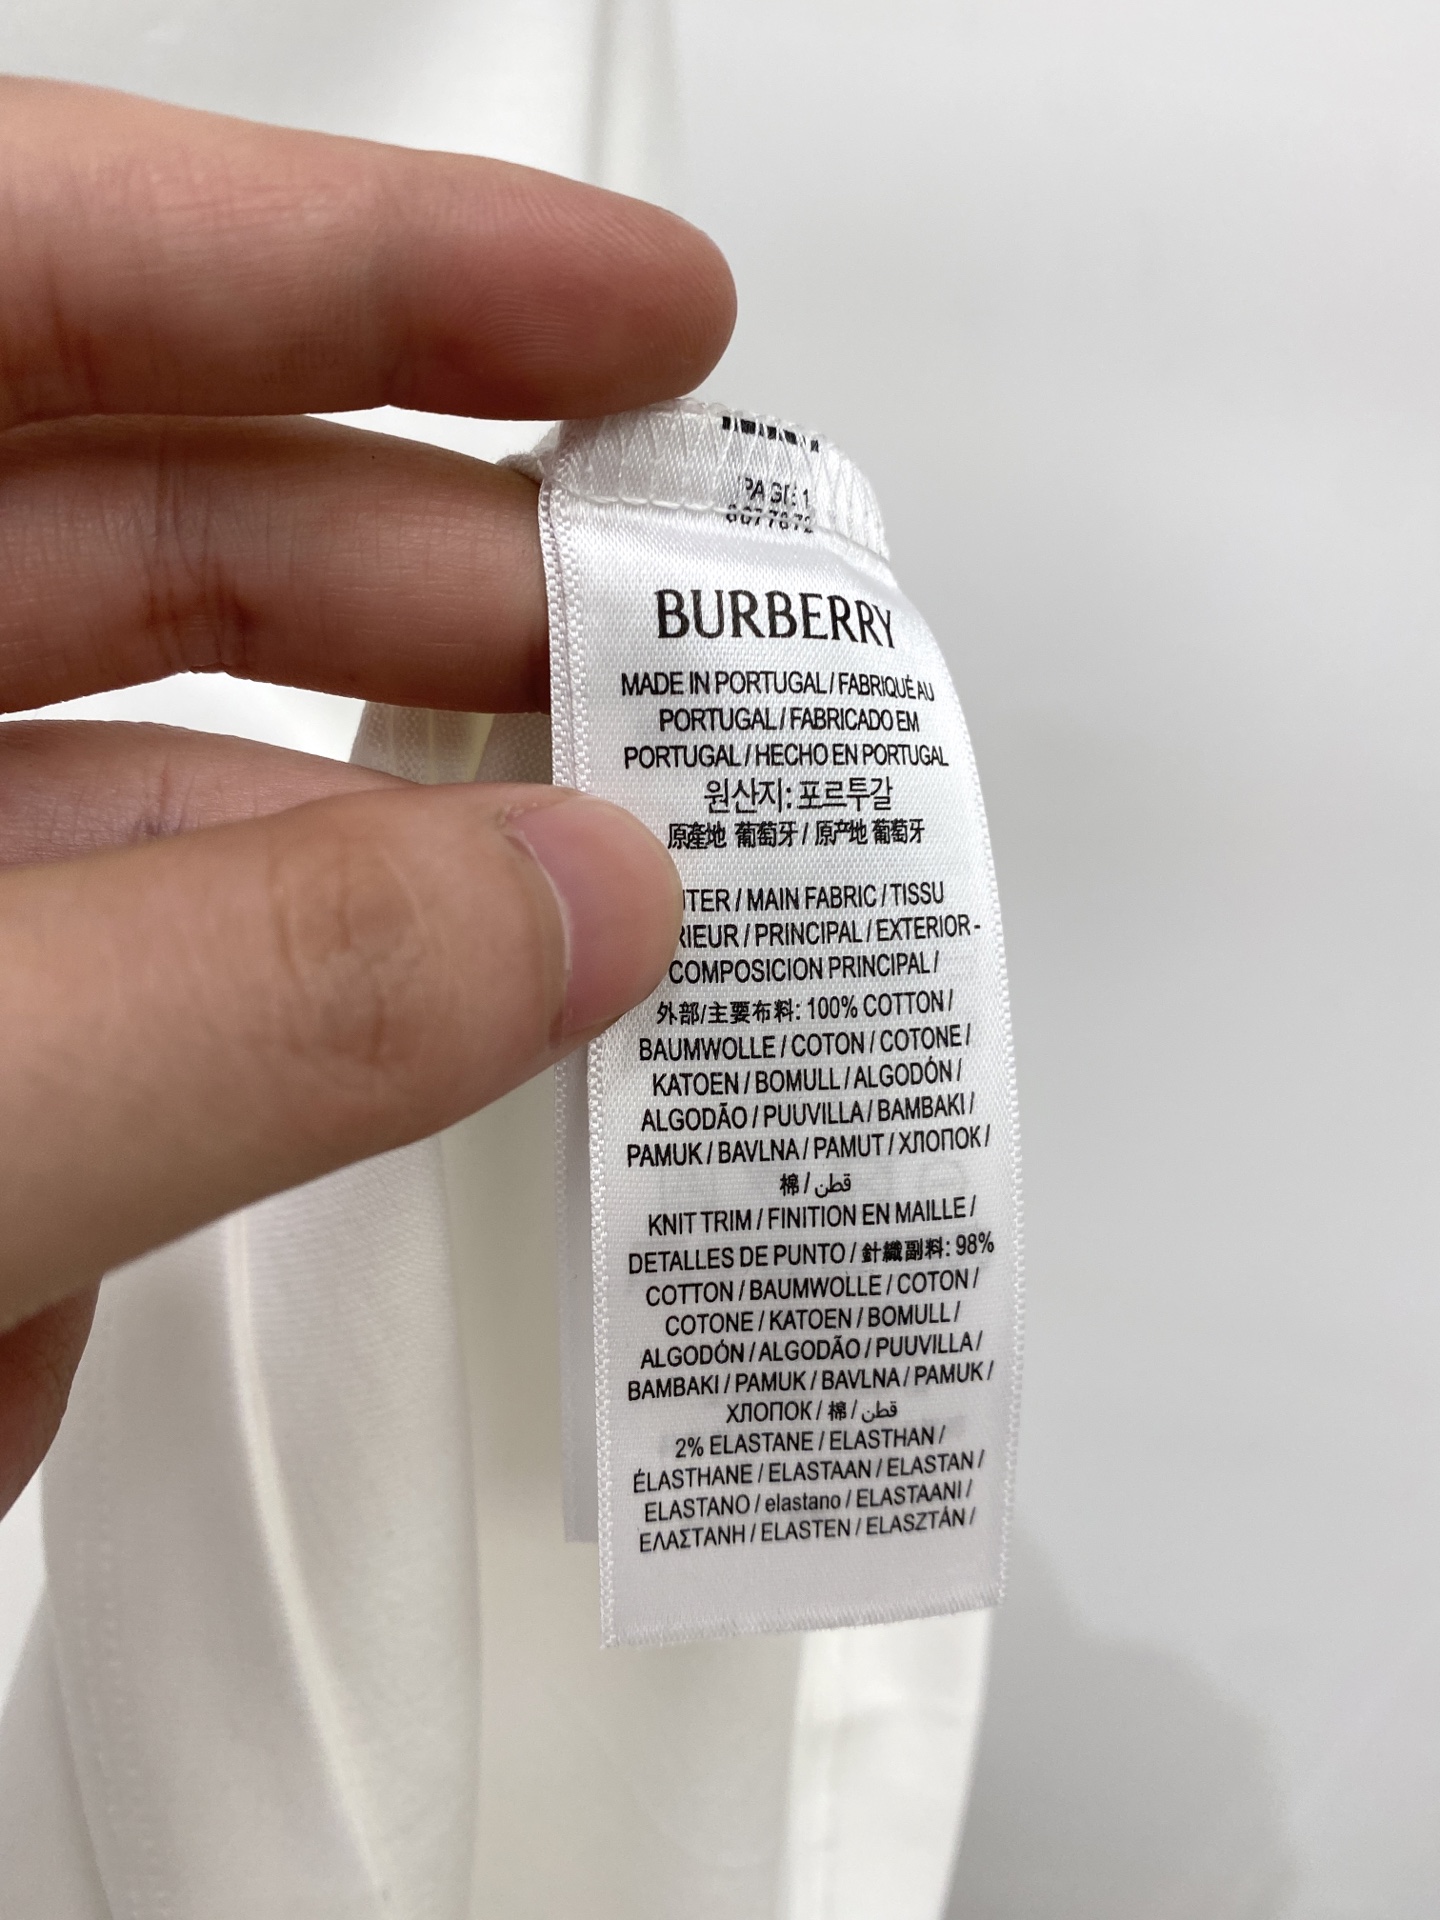 PAGE 1
BURBERRY
MADE IN PORTUGAL / FABRIQUÉ AU
PORTUGAL / FABRICADO EM
PORTUGAL / HECHO EN PORTUGAL
원산지: 포르투갈
原產地 葡萄牙 / 原产地 葡萄牙
/ MAIN FABRIC / TISSU
/ PRINCIPAL / EXTERIOR -
COMPOSICION PRINCIPAL /
外部/主要布料: 100% COTTON /
BAUMWOLLE / COTON / COTONE /
KATOEN / BOMULL / ALGODÓN /
ALGODÃO / PUUVILLA / BAMBAKI /
PAMUK / BAVLNA / PAMUT / ХЛОПОК /
棉 / قطن
KNIT TRIM / FINITION EN MAILLE /
DETALLES DE PUNTO / 針織副料: 98%
COTTON / BAUMWOLLE / COTON /
COTONE / KATOEN / BOMULL /
ALGODÓN / ALGODÃO / PUUVILLA /
BAMBAKI / PAMUK / BAVLNA / PAMUK /
ХЛОПОК / 棉 / قطن
2% ELASTANE / ELASTHAN /
ÉLASTHANE / ELASTAAN / ELASTAN /
ELASTANO / elastano / ELASTAANI /
ΕΛΑΣΤΑΝΗ / ELASTEN / ELASZTÁN /